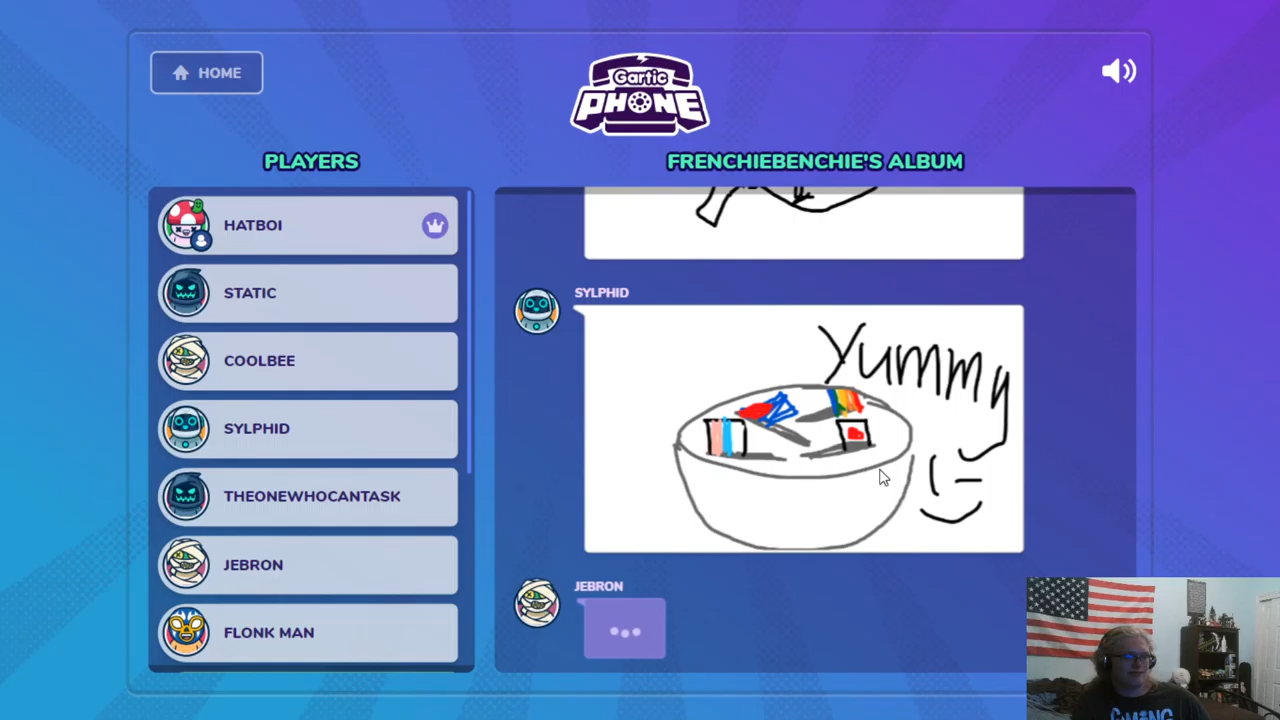 HOME
Gartic
PHONE
PLAYERS
HATBOI
STATIC
COOLBEE
SYLPHID
THEONEWHOCANTASK
JEBRON
FLONK MAN
FRENCHIEBENCHIE'S ALBUM
SYLPHID
Yummy
JEBRON